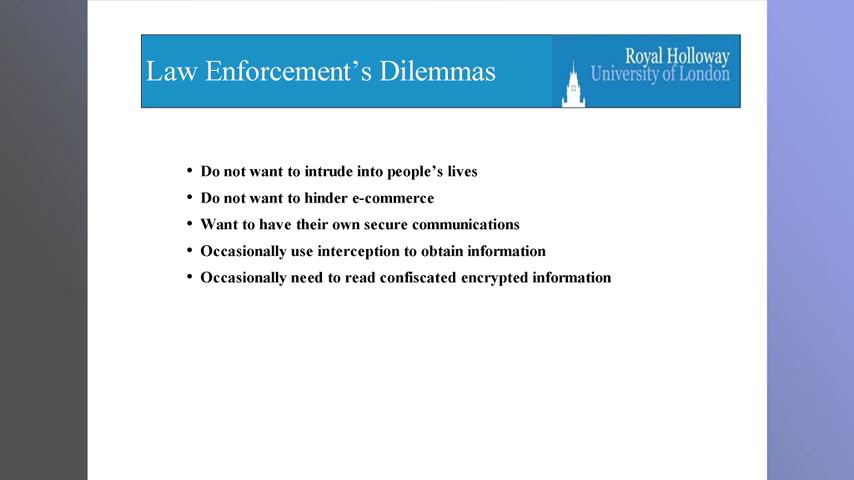 Law Enforcement’s Dilemmas
Royal Holloway
University of London
• Do not want to intrude into people’s lives
• Do not want to hinder e-commerce
• Want to have their own secure communications
• Occasionally use interception to obtain information
• Occasionally need to read confiscated encrypted information